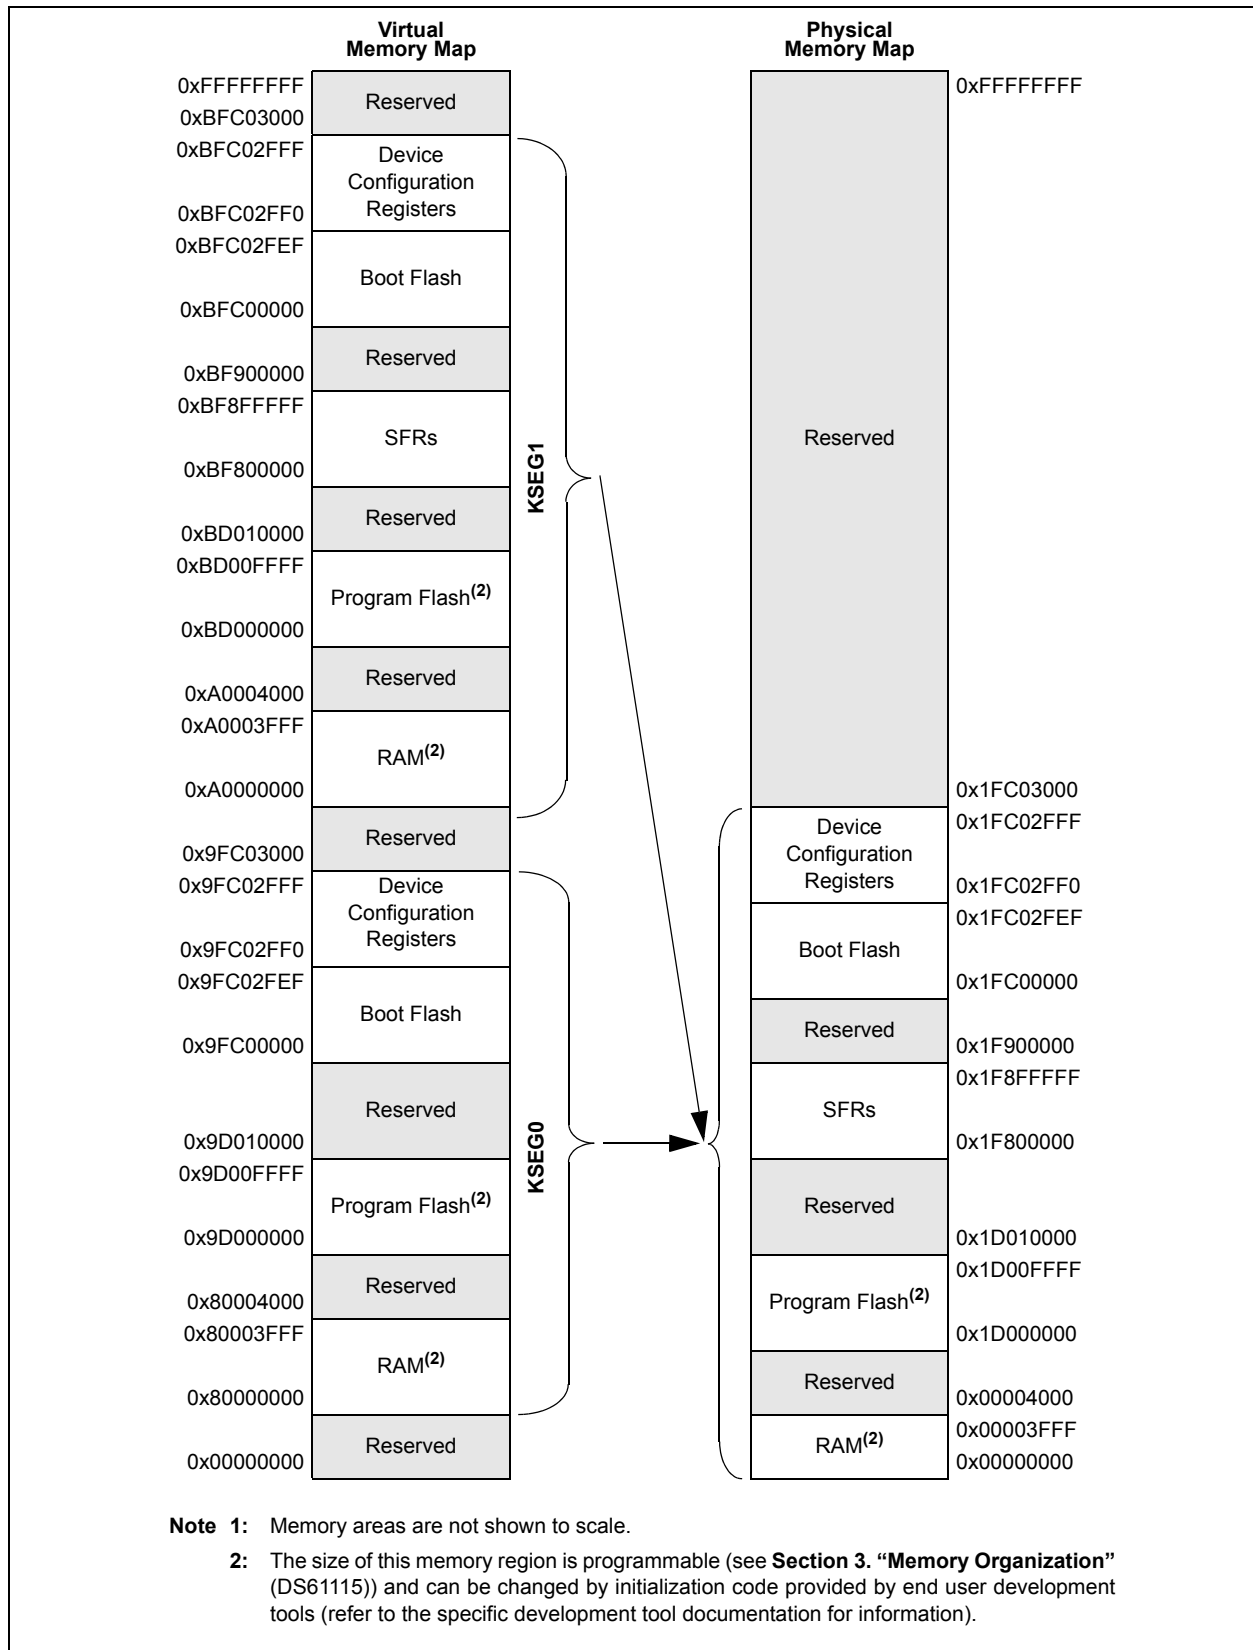 Virtual
Memory Map
0xFFFFFFFF
Reserved
0xBFC03000
0xBFC02FFF
Device
Configuration
Registers
0xBFC02FF0
0xBFC02FEF
Boot Flash
0xBFC00000
Reserved
0xBF900000
0xBF8FFFFF
SFRs
0xBF800000
Reserved
0xBD010000
0xBD00FFFF
Program Flash(2)
0xBD000000
Reserved
0xA0004000
0xA0003FFF
RAM(2)
0xA0000000
KSEG1
Reserved
0x9FC03000
0x9FC02FFF
Device
Configuration
Registers
0x9FC02FF0
0x9FC02FEF
Boot Flash
0x9FC00000
Reserved
0x9D010000
0x9D00FFFF
Program Flash(2)
0x9D000000
Reserved
0x80004000
0x80003FFF
RAM(2)
0x80000000
KSEG0
Reserved
0x00000000
Physical
Memory Map
0xFFFFFFFF
Reserved
0x1FC03000
0x1FC02FFF
Device
Configuration
Registers
0x1FC02FF0
0x1FC02FEF
Boot Flash
0x1FC00000
Reserved
0x1F900000
0x1F8FFFFF
SFRs
0x1F800000
Reserved
0x1D010000
0x1D00FFFF
Program Flash(2)
0x1D000000
Reserved
0x00004000
0x00003FFF
RAM(2)
0x00000000
Note 1: Memory areas are not shown to scale.
2: The size of this memory region is programmable (see Section 3. “Memory Organization”
(DS61115)) and can be changed by initialization code provided by end user development
tools (refer to the specific development tool documentation for information).